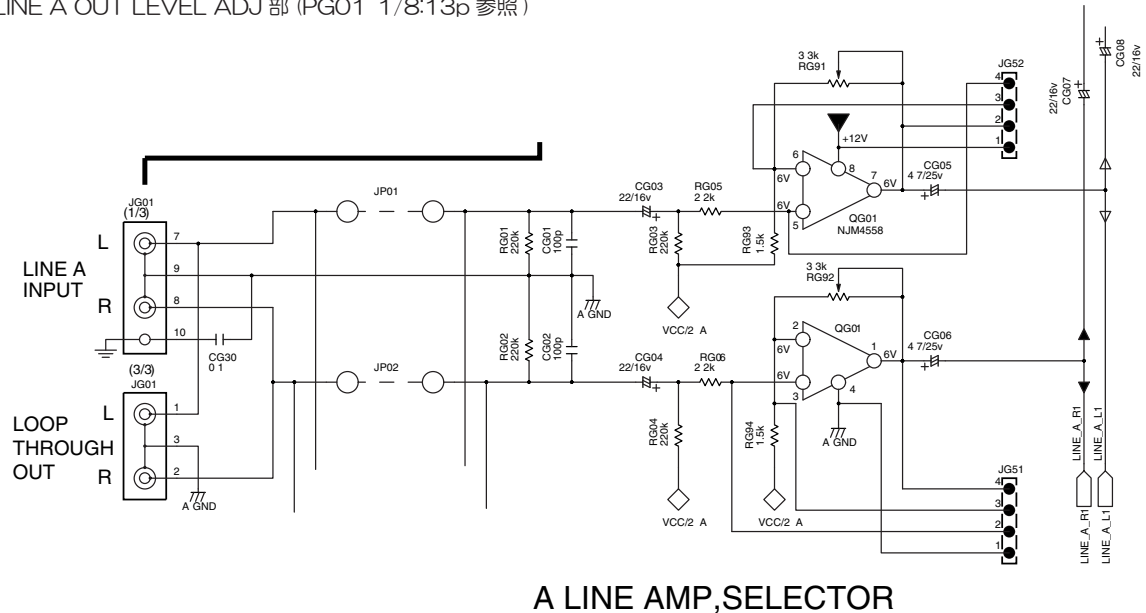 LINE A OUT LEVEL ADJ 部 (PG01 1/8:13p 参照)
3 3k
RG91
JG52
4
3
2
1
CG07
22/16v
CG08
22/16v
+12V
6
6V
8
7
6V
CG05
4 7/25v
5
6V
QG01
NJM4558
JG01
(1/3)
L
7
LINE A
INPUT
9
R
8
10
CG30
0 1
JP01
RG01
220k
CG01
100p
CG03
22/16v
RG05
2 2k
RG03
220k
RG93
1.5k
A GND
VCC/2 A
3 3k
RG92
RG02
220k
CG02
100p
2
6V
QG01
1
6V
CG06
4 7/25v
(3/3)
JG01
JP02
CG04
22/16v
RG06
2 2k
6V
3
4
L
1
LOOP
THROUGH
OUT
3
R
2
A GND
RG04
220k
RG94
1.5k
A GND
VCC/2 A
VCC/2 A
JG51
4
3
2
1
LINE_A_R1
LINE_A_L1
LINE_A_R1
LINE_A_L1
A LINE AMP,SELECTOR